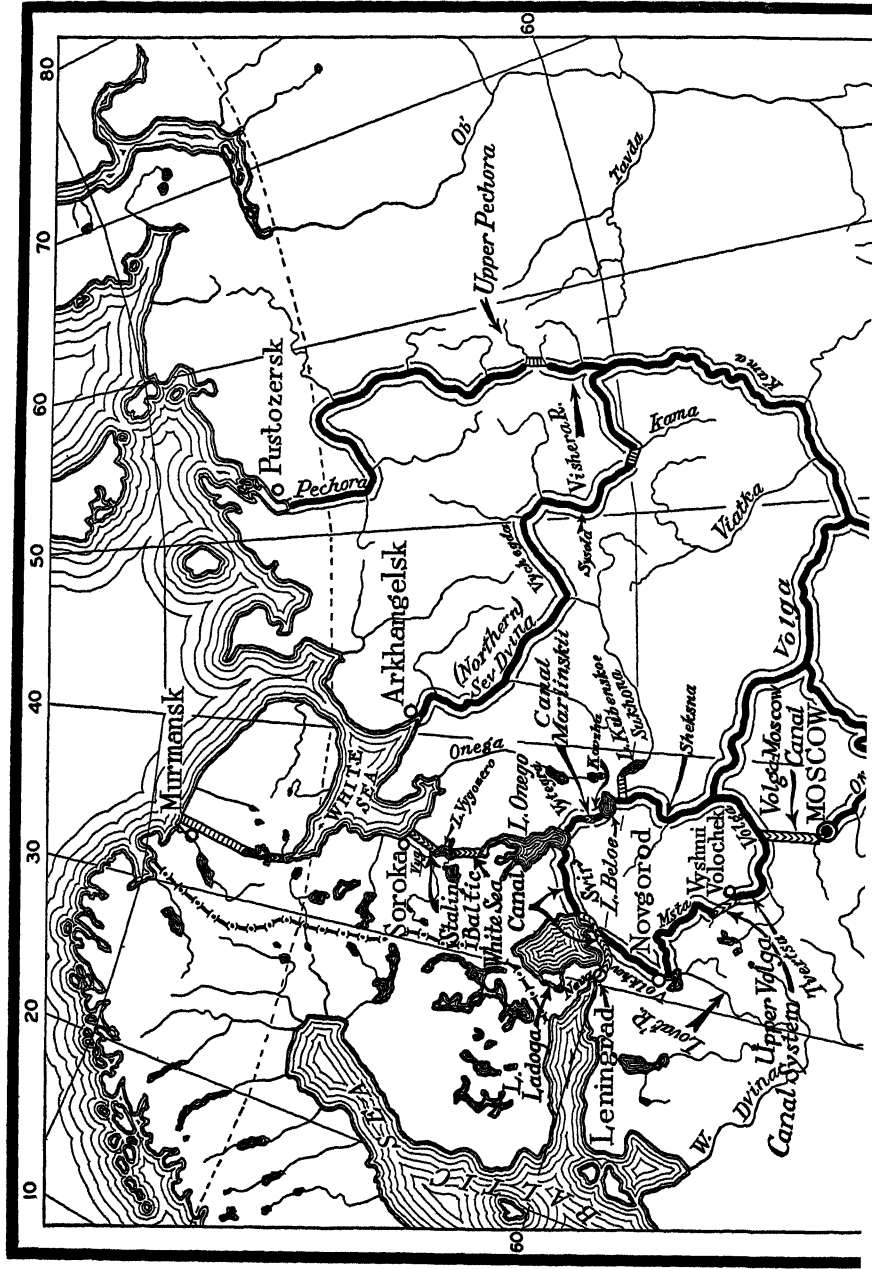 80
70
60
50
40
30
20
10
60
60
Ob'
Tavda
Upper Pechora
Pustozersk
Pechora
Vishera R.
Kama
Kama
Viatka
Sysola
Vychegda
Arkhangelsk
(Northern)
Sev Dvina
Volga
Murmansk
WHITE
SEA
Onega
Canal
Mariinskii
Kovzha
L. Kubenskoe
Sukhona
Sheksna
Vytegra
L. Onego
L. Vygozero
Vyg
Soroka
Stalin
Baltic
White Sea
Canal
Svir
L. Beloe
Volga-Moscow
Canal
MOSCOW
Volga
Vyshnii
Volochek
Msta
Novgorod
Volkhov
L.
Ladoga
Leningrad
Lovat R.
Upper Volga
Canal System
Tvertsa
W. Dvina
BALTIC SEA